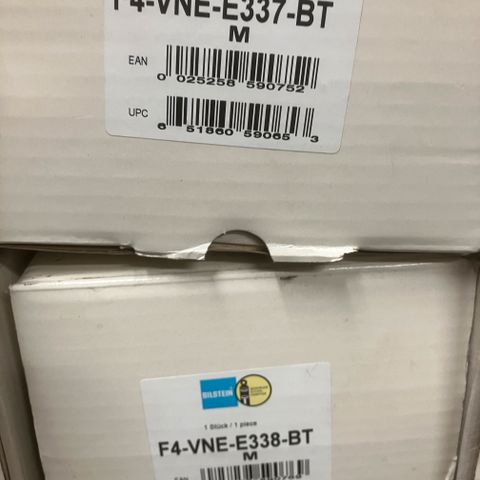 F4-VNE-E337-BT
M
EAN
0 025258 590752
UPC
6 51860 59065 3
BILSTEIN
1 Stück / 1 piece
F4-VNE-E338-BT
M
EAN